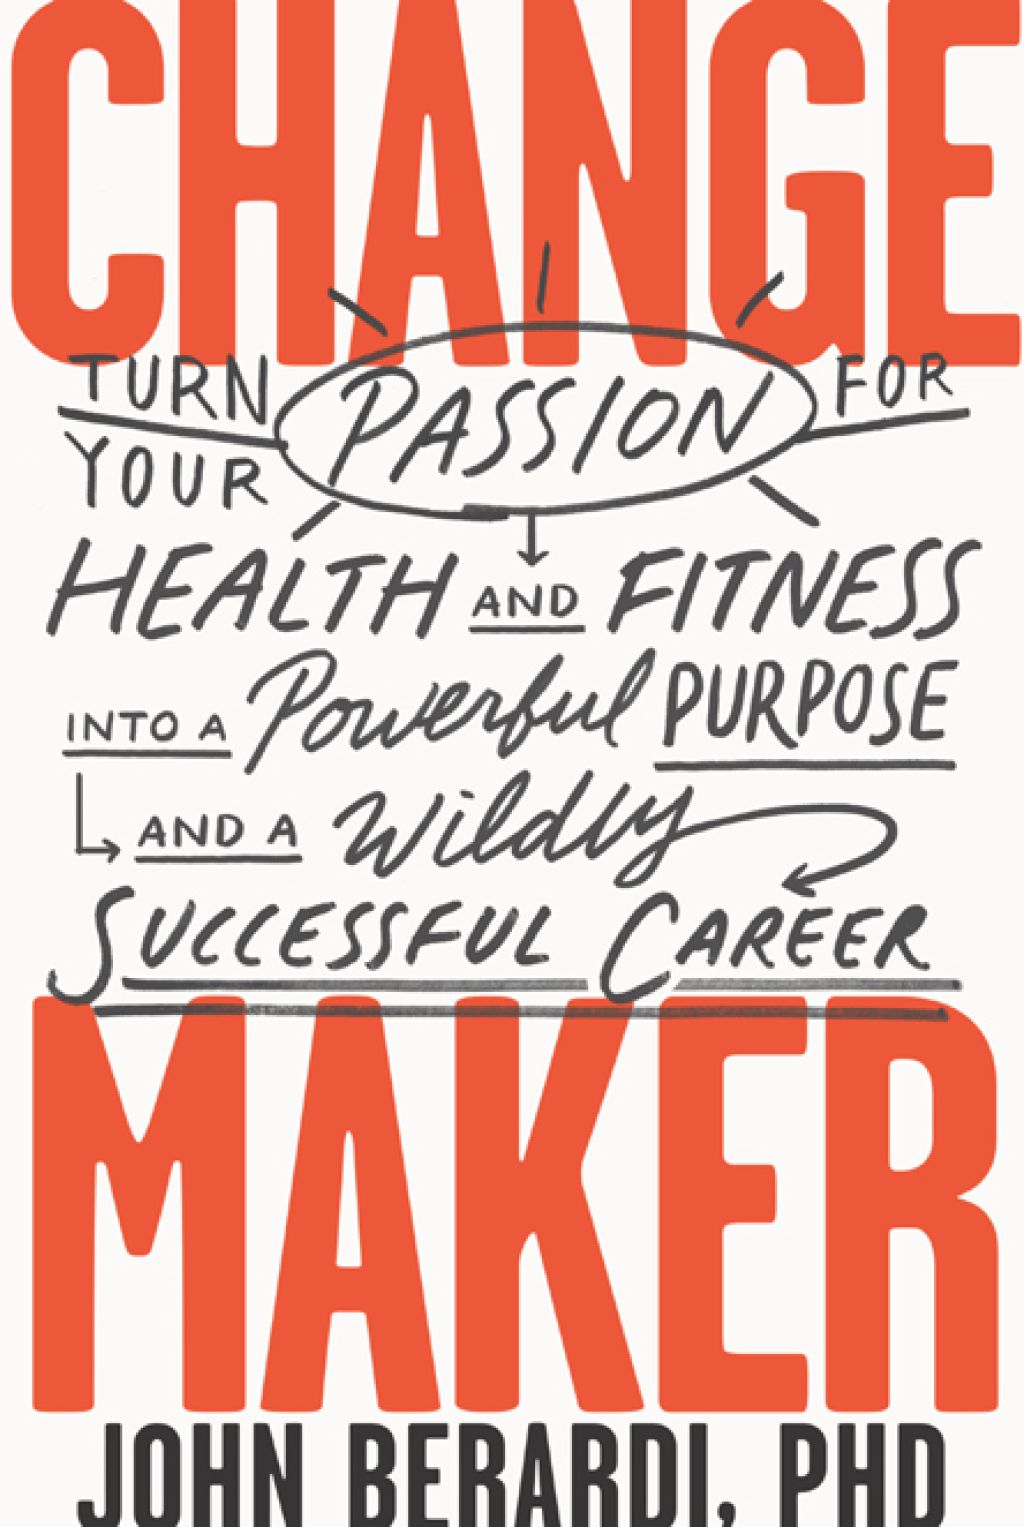 CHANGE
TURN YOUR PASSION FOR
HEALTH AND FITNESS
INTO A Powerful PURPOSE
AND A Wildly
SUCCESSFUL CAREER
MAKER
JOHN BERARDI, PHD